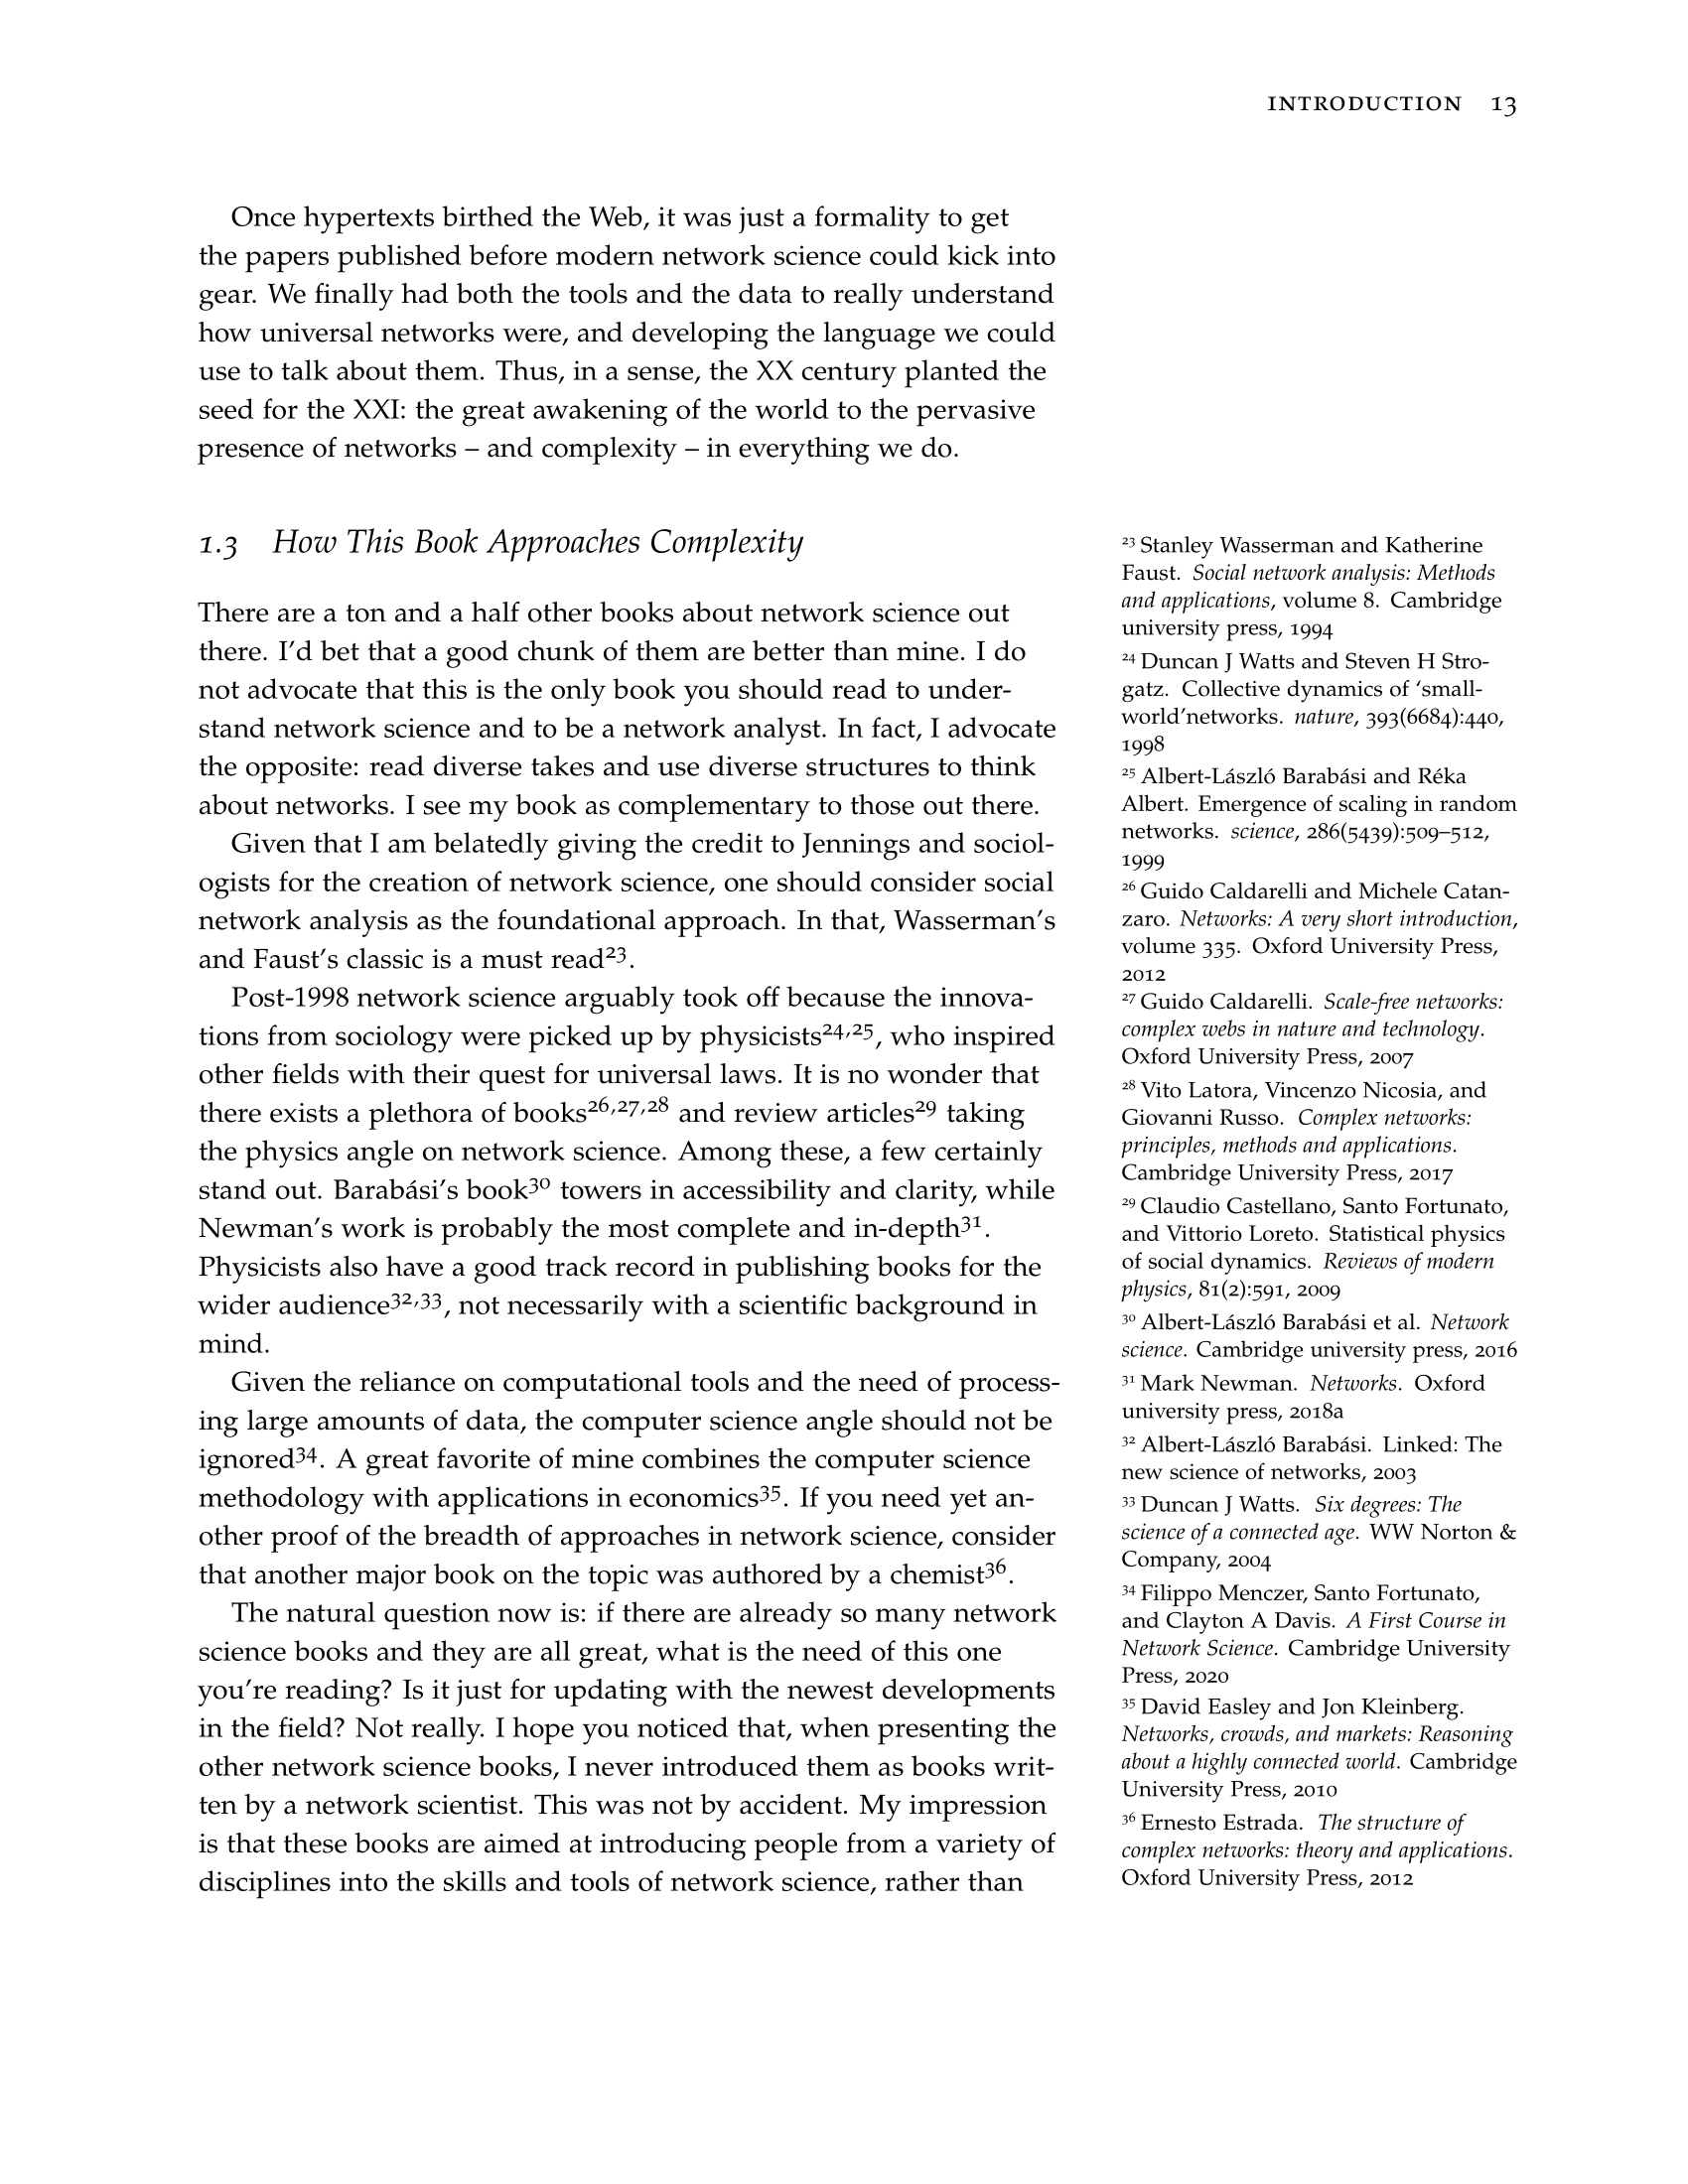 INTRODUCTION 13
Once hypertexts birthed the Web, it was just a formality to get
the papers published before modern network science could kick into
gear. We finally had both the tools and the data to really understand
how universal networks were, and developing the language we could
use to talk about them. Thus, in a sense, the XX century planted the
seed for the XXI: the great awakening of the world to the pervasive
presence of networks – and complexity – in everything we do.
1.3 How This Book Approaches Complexity
There are a ton and a half other books about network science out
there. I'd bet that a good chunk of them are better than mine. I do
not advocate that this is the only book you should read to under-
stand network science and to be a network analyst. In fact, I advocate
the opposite: read diverse takes and use diverse structures to think
about networks. I see my book as complementary to those out there.
Given that I am belatedly giving the credit to Jennings and sociol-
ogists for the creation of network science, one should consider social
network analysis as the foundational approach. In that, Wasserman's
and Faust's classic is a must read23.
Post-1998 network science arguably took off because the innova-
tions from sociology were picked up by physicists24,25, who inspired
other fields with their quest for universal laws. It is no wonder that
there exists a plethora of books26,27,28 and review articles29 taking
the physics angle on network science. Among these, a few certainly
stand out. Barabási's book30 towers in accessibility and clarity, while
Newman's work is probably the most complete and in-depth31.
Physicists also have a good track record in publishing books for the
wider audience32,33, not necessarily with a scientific background in
mind.
Given the reliance on computational tools and the need of process-
ing large amounts of data, the computer science angle should not be
ignored34. A great favorite of mine combines the computer science
methodology with applications in economics35. If you need yet an-
other proof of the breadth of approaches in network science, consider
that another major book on the topic was authored by a chemist36.
The natural question now is: if there are already so many network
science books and they are all great, what is the need of this one
you're reading? Is it just for updating with the newest developments
in the field? Not really. I hope you noticed that, when presenting the
other network science books, I never introduced them as books writ-
ten by a network scientist. This was not by accident. My impression
is that these books are aimed at introducing people from a variety of
disciplines into the skills and tools of network science, rather than
23 Stanley Wasserman and Katherine
Faust. Social network analysis: Methods
and applications, volume 8. Cambridge
university press, 1994
24 Duncan J Watts and Steven H Stro-
gatz. Collective dynamics of ‘small-
world’networks. nature, 393(6684):440,
1998
25 Albert-László Barabási and Réka
Albert. Emergence of scaling in random
networks. science, 286(5439):509–512,
1999
26 Guido Caldarelli and Michele Catan-
zaro. Networks: A very short introduction,
volume 335. Oxford University Press,
2012
27 Guido Caldarelli. Scale-free networks:
complex webs in nature and technology.
Oxford University Press, 2007
28 Vito Latora, Vincenzo Nicosia, and
Giovanni Russo. Complex networks:
principles, methods and applications.
Cambridge University Press, 2017
29 Claudio Castellano, Santo Fortunato,
and Vittorio Loreto. Statistical physics
of social dynamics. Reviews of modern
physics, 81(2):591, 2009
30 Albert-László Barabási et al. Network
science. Cambridge university press, 2016
31 Mark Newman. Networks. Oxford
university press, 2018a
32 Albert-László Barabási. Linked: The
new science of networks, 2003
33 Duncan J Watts. Six degrees: The
science of a connected age. WW Norton &
Company, 2004
34 Filippo Menczer, Santo Fortunato,
and Clayton A Davis. A First Course in
Network Science. Cambridge University
Press, 2020
35 David Easley and Jon Kleinberg.
Networks, crowds, and markets: Reasoning
about a highly connected world. Cambridge
University Press, 2010
36 Ernesto Estrada. The structure of
complex networks: theory and applications.
Oxford University Press, 2012